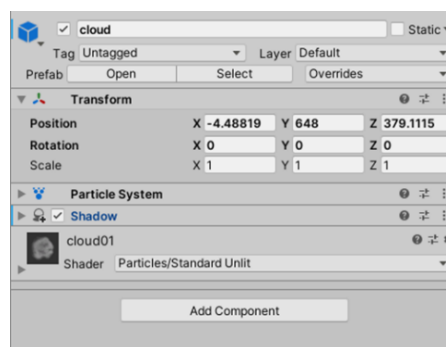 cloud Static
Tag Untagged Layer Default
Prefab Open Select Overrides
Transform
Position X -4.48819 Y 648 Z 379.1115
Rotation X 0 Y 0 Z 0
Scale X 1 Y 1 Z 1
Particle System
Shadow
cloud01
Shader Particles/Standard Unlit
Add Component